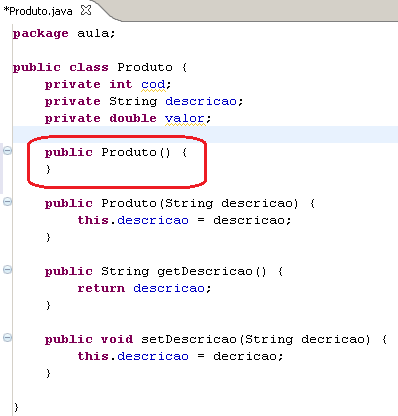 *Produto.java
package aula;
public class Produto {
private int cod;
private String descricao;
private double valor;
public Produto() {
}
public Produto(String descricao) {
this.descricao = descricao;
}
public String getDescricao() {
return descricao;
}
public void setDescricao(String decricao) {
this.descricao = decricao;
}
}